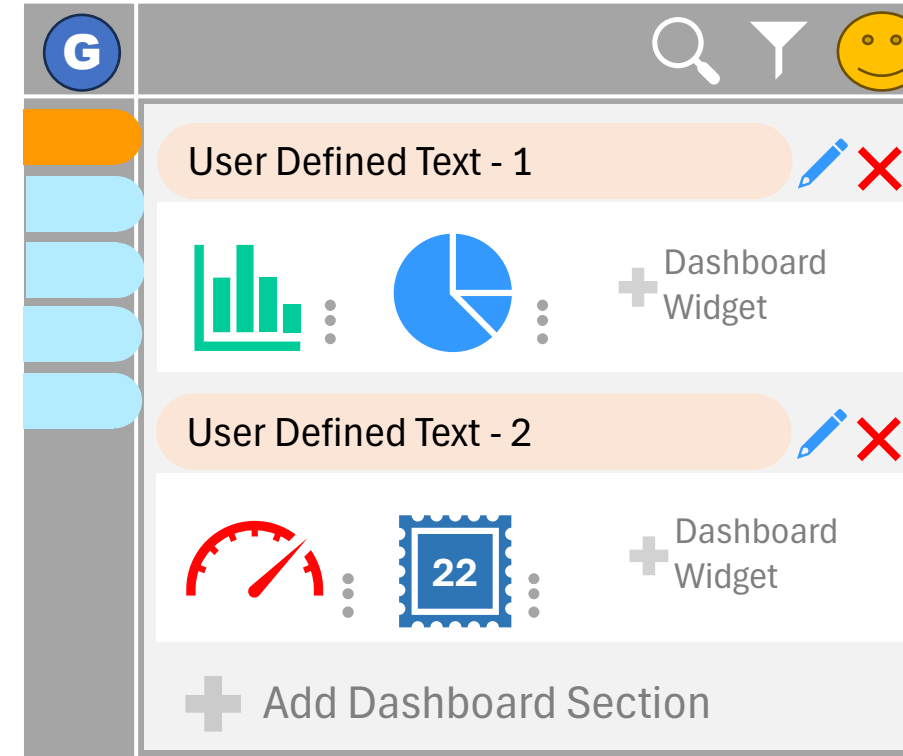 G
User Defined Text - 1
Dashboard
Widget
User Defined Text - 2
22
Dashboard
Widget
Add Dashboard Section